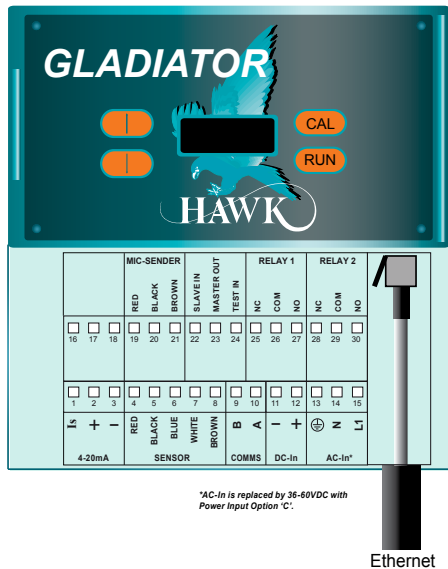 GLADIATOR
CAL
RUN
HAWK
MIC-SENDER
RELAY 1
RELAY 2
RED
BLACK
BROWN
SLAVE IN
MASTER OUT
TEST IN
NC
COM
NO
NC
COM
NO
16 17 18 19 20 21 22 23 24 25 26 27 28 29 30
1 2 3 4 5 6 7 8 9 10 11 12 13 14 15
Is
+
−
RED
BLACK
BLUE
WHITE
BROWN
B
A
−
+
N
L1
4-20mA
SENSOR
COMMS
DC-In
AC-In*
*AC-In is replaced by 36-60VDC with
Power Input Option ‘C’.
Ethernet